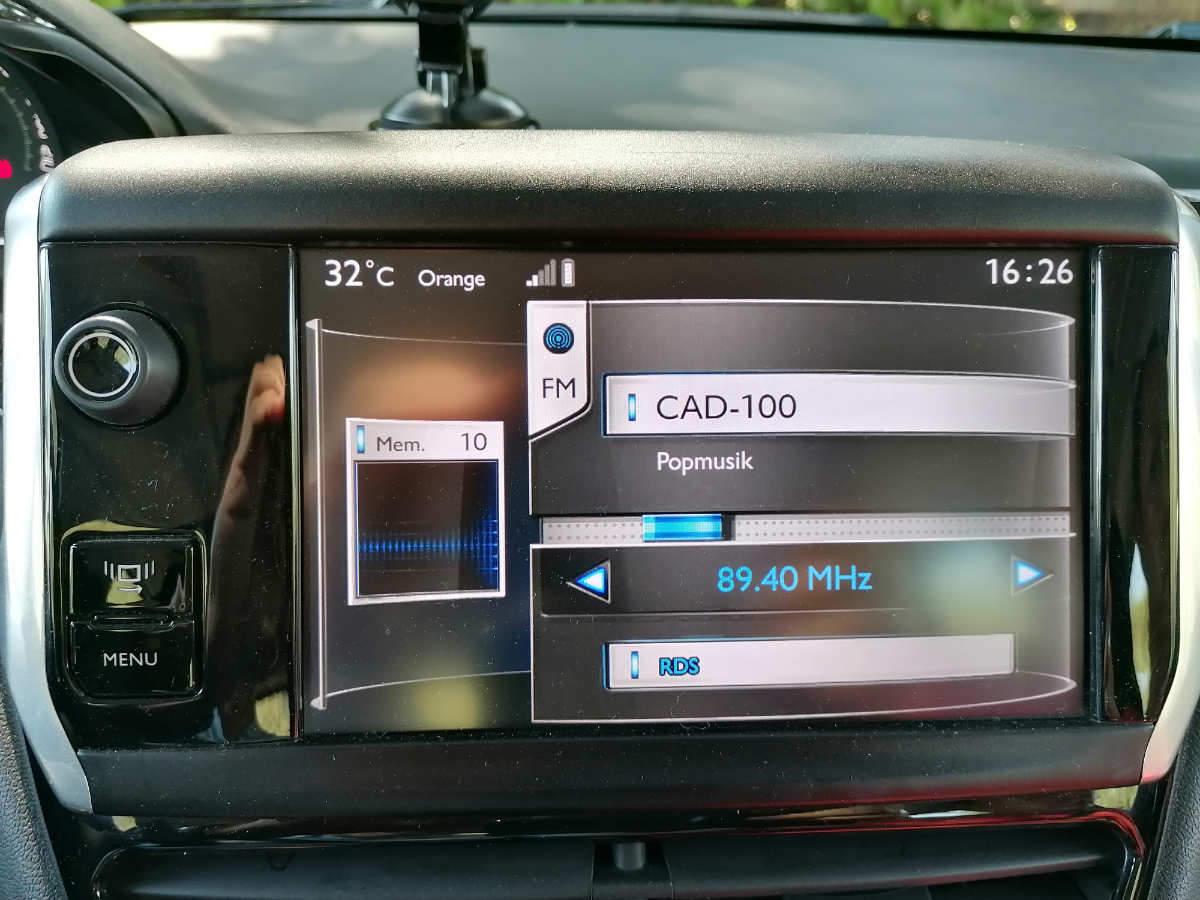 32°C Orange 16:26
FM
CAD-100
Mem. 10
Popmusik
89.40 MHz
MENU
RDS